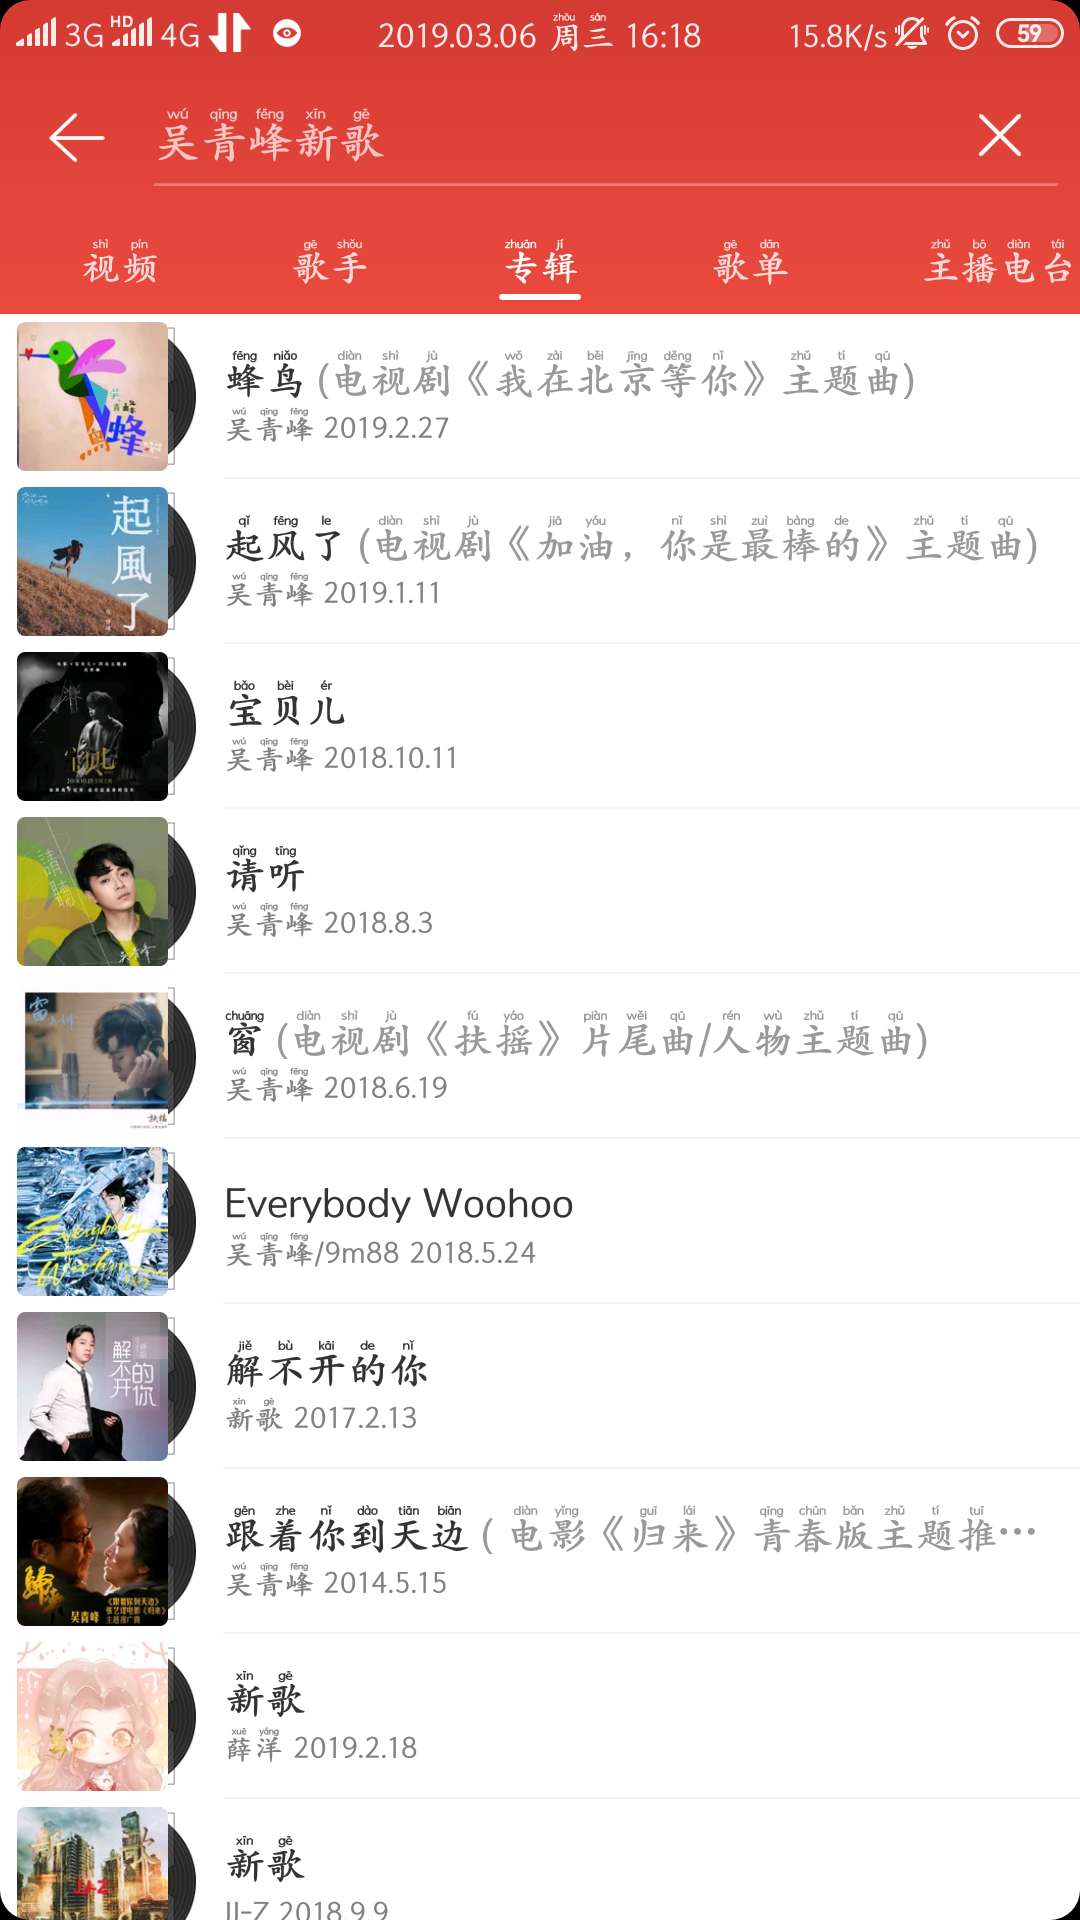 3G HD 4G 2019.03.06 周三 16:18 15.8K/s 59
吴青峰新歌
视频 歌手 专辑 歌单 主播电台
蜂鸟 (电视剧《我在北京等你》主题曲)
吴青峰 2019.2.27
起风了 (电视剧《加油，你是最棒的》主题曲)
吴青峰 2019.1.11
宝贝儿
吴青峰 2018.10.11
请听
吴青峰 2018.8.3
窗 (电视剧《扶摇》片尾曲/人物主题曲)
吴青峰 2018.6.19
Everybody Woohoo
吴青峰/9m88 2018.5.24
解不开的你
新歌 2017.2.13
跟着你到天边 ( 电影《归来》青春版主题推…
吴青峰 2014.5.15
新歌
薛洋 2019.2.18
新歌
JJ-Z 2018.9.9